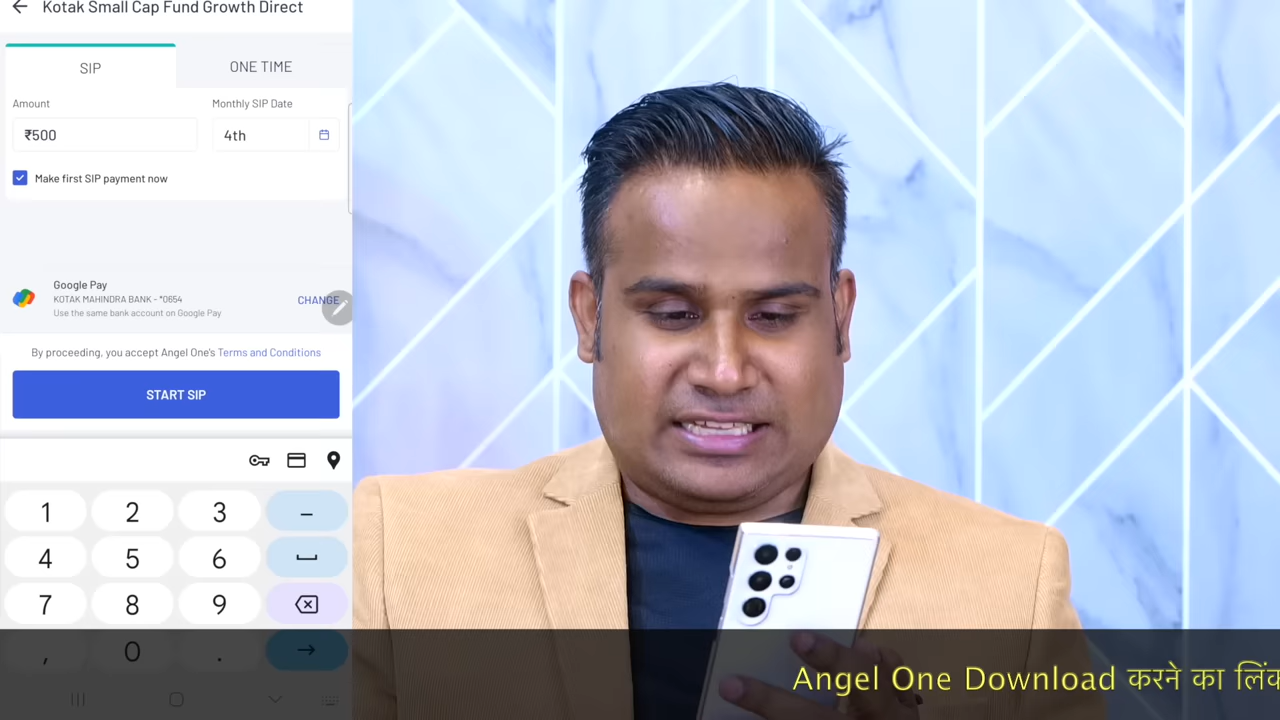 Kotak Small Cap Fund Growth Direct
SIP
ONE TIME
Amount
Monthly SIP Date
₹500
4th
Make first SIP payment now
Google Pay
KOTAK MAHINDRA BANK - *0654
CHANGE
Use the same bank account on Google Pay
By proceeding, you accept Angel One's Terms and Conditions
START SIP
1 2 3 –
4 5 6
7 8 9
, 0 .
Angel One Download करने का लिंक